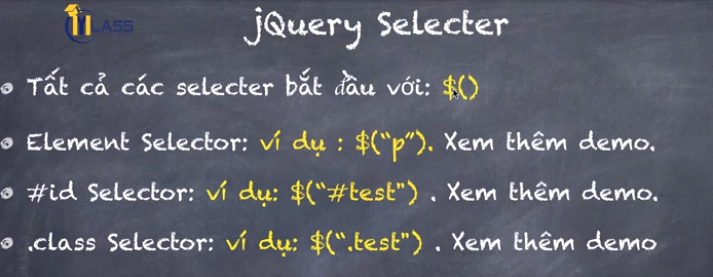 1CLASS
jQuery Selecter
Tất cả các selecter bắt đầu với: $()
Element Selector: ví dụ : $("p"). Xem thêm demo.
#id Selector: ví dụ: $("#test") . Xem thêm demo.
.class Selector: ví dụ: $(".test") . Xem thêm demo